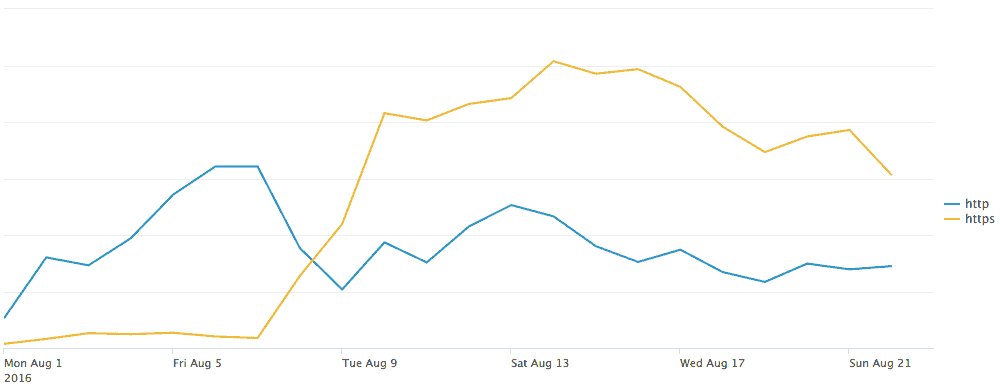 http
https
Mon Aug 1
Fri Aug 5
Tue Aug 9
Sat Aug 13
Wed Aug 17
Sun Aug 21
2016